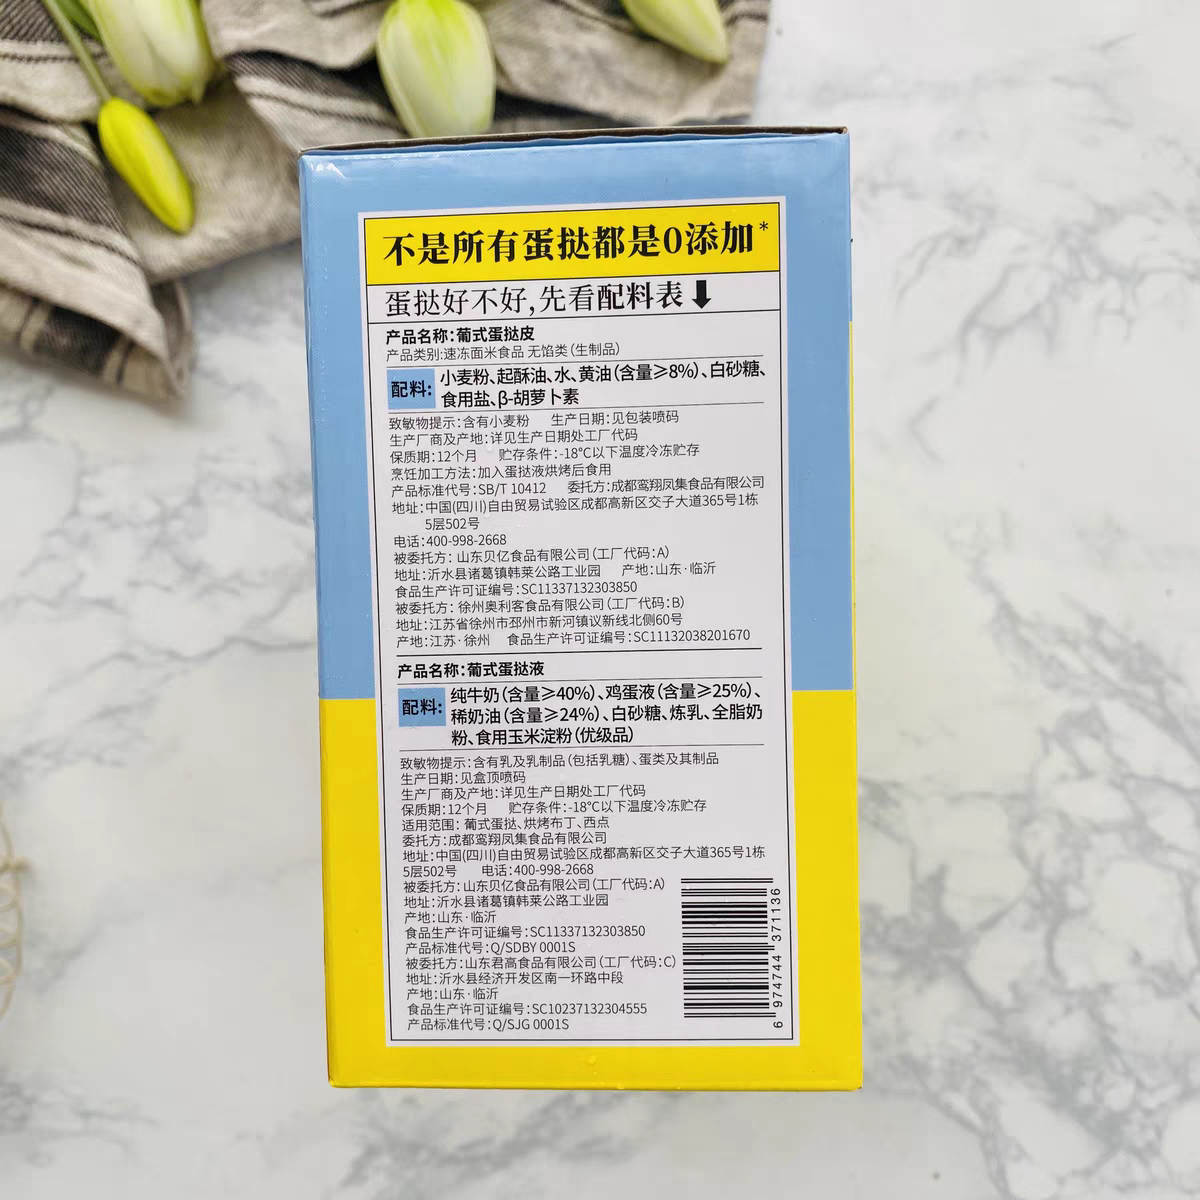 不是所有蛋挞都是0添加*
蛋挞好不好,先看配料表
产品名称:葡式蛋挞皮
产品类别:速冻面米食品 无馅类(生制品)
配料: 小麦粉、起酥油、水、黄油(含量≥8%)、白砂糖、
食用盐、β-胡萝卜素
致敏物提示:含有小麦粉 生产日期:见包装喷码
生产厂商及产地:详见生产日期处工厂代码
保质期:12个月 贮存条件:-18°C以下温度冷冻贮存
烹饪加工方法:加入蛋挞液烘烤后食用
产品标准代号:SB/T 10412 委托方:成都鸾翔凤集食品有限公司
地址:中国(四川)自由贸易试验区成都高新区交子大道365号1栋
5层502号
电话:400-998-2668
被委托方: 山东贝亿食品有限公司(工厂代码:A)
地址:沂水县诸葛镇韩莱公路工业园 产地:山东·临沂
食品生产许可证编号:SC11337132303850
被委托方: 徐州奥利客食品有限公司(工厂代码:B)
地址:江苏省徐州市邳州市新河镇议新线北侧60号
产地:江苏·徐州 食品生产许可证编号:SC11132038201670
产品名称:葡式蛋挞液
配料: 纯牛奶(含量≥40%)、鸡蛋液(含量≥25%)、
稀奶油(含量≥24%)、白砂糖、炼乳、全脂奶
粉、食用玉米淀粉(优级品)
致敏物提示:含有乳及乳制品(包括乳糖)、蛋类及其制品
生产日期:见盒顶喷码
生产厂商及产地:详见生产日期处工厂代码
保质期:12个月 贮存条件:-18°C以下温度冷冻贮存
适用范围: 葡式蛋挞、烘烤布丁、西点
委托方:成都鸾翔凤集食品有限公司
地址:中国(四川)自由贸易试验区成都高新区交子大道365号1栋
5层502号 电话:400-998-2668
被委托方:山东贝亿食品有限公司(工厂代码:A)
地址:沂水县诸葛镇韩莱公路工业园
产地:山东·临沂
食品生产许可证编号:SC11337132303850
产品标准代号:Q/SDBY 0001S
被委托方:山东君高食品有限公司(工厂代码:C)
地址:沂水县经济开发区南一环路中段
产地:山东·临沂
食品生产许可证编号:SC10237132304555
产品标准代号:Q/SJG 0001S
6 974744 371136